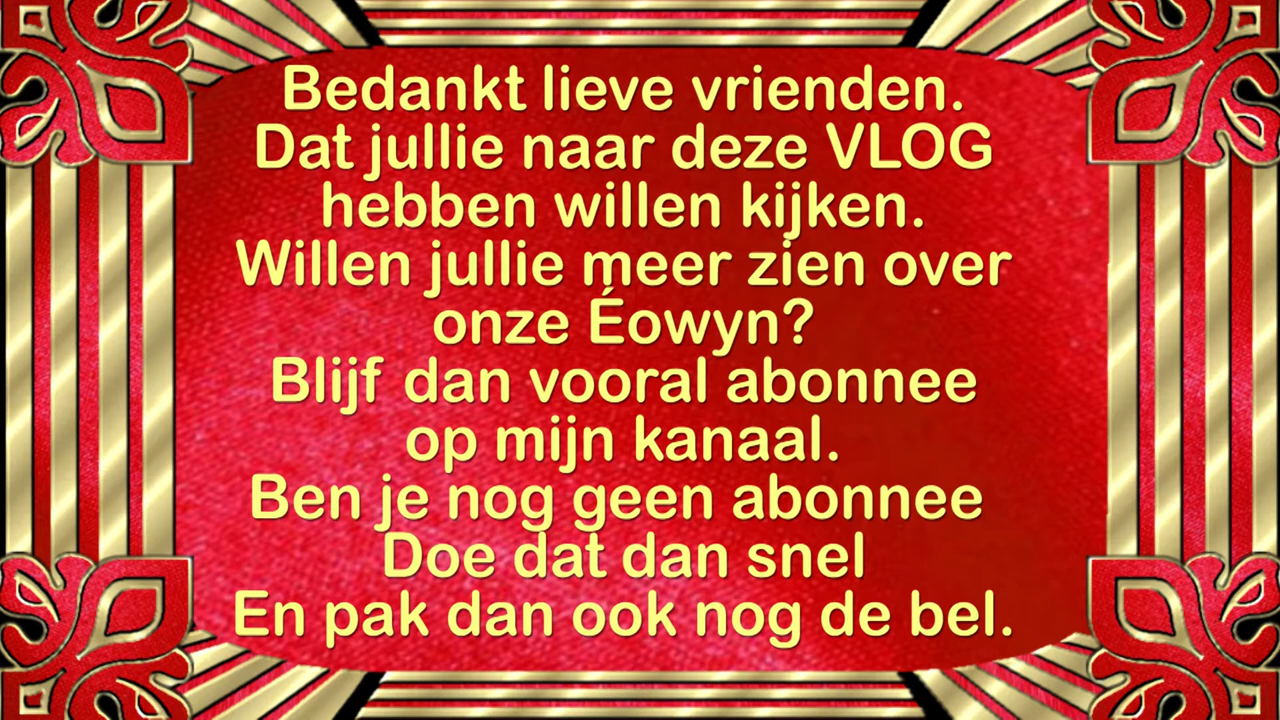 Bedankt lieve vrienden.
Dat jullie naar deze VLOG
hebben willen kijken.
Willen jullie meer zien over
onze Éowyn?
Blijf dan vooral abonnee
op mijn kanaal.
Ben je nog geen abonnee
Doe dat dan snel
En pak dan ook nog de bel.